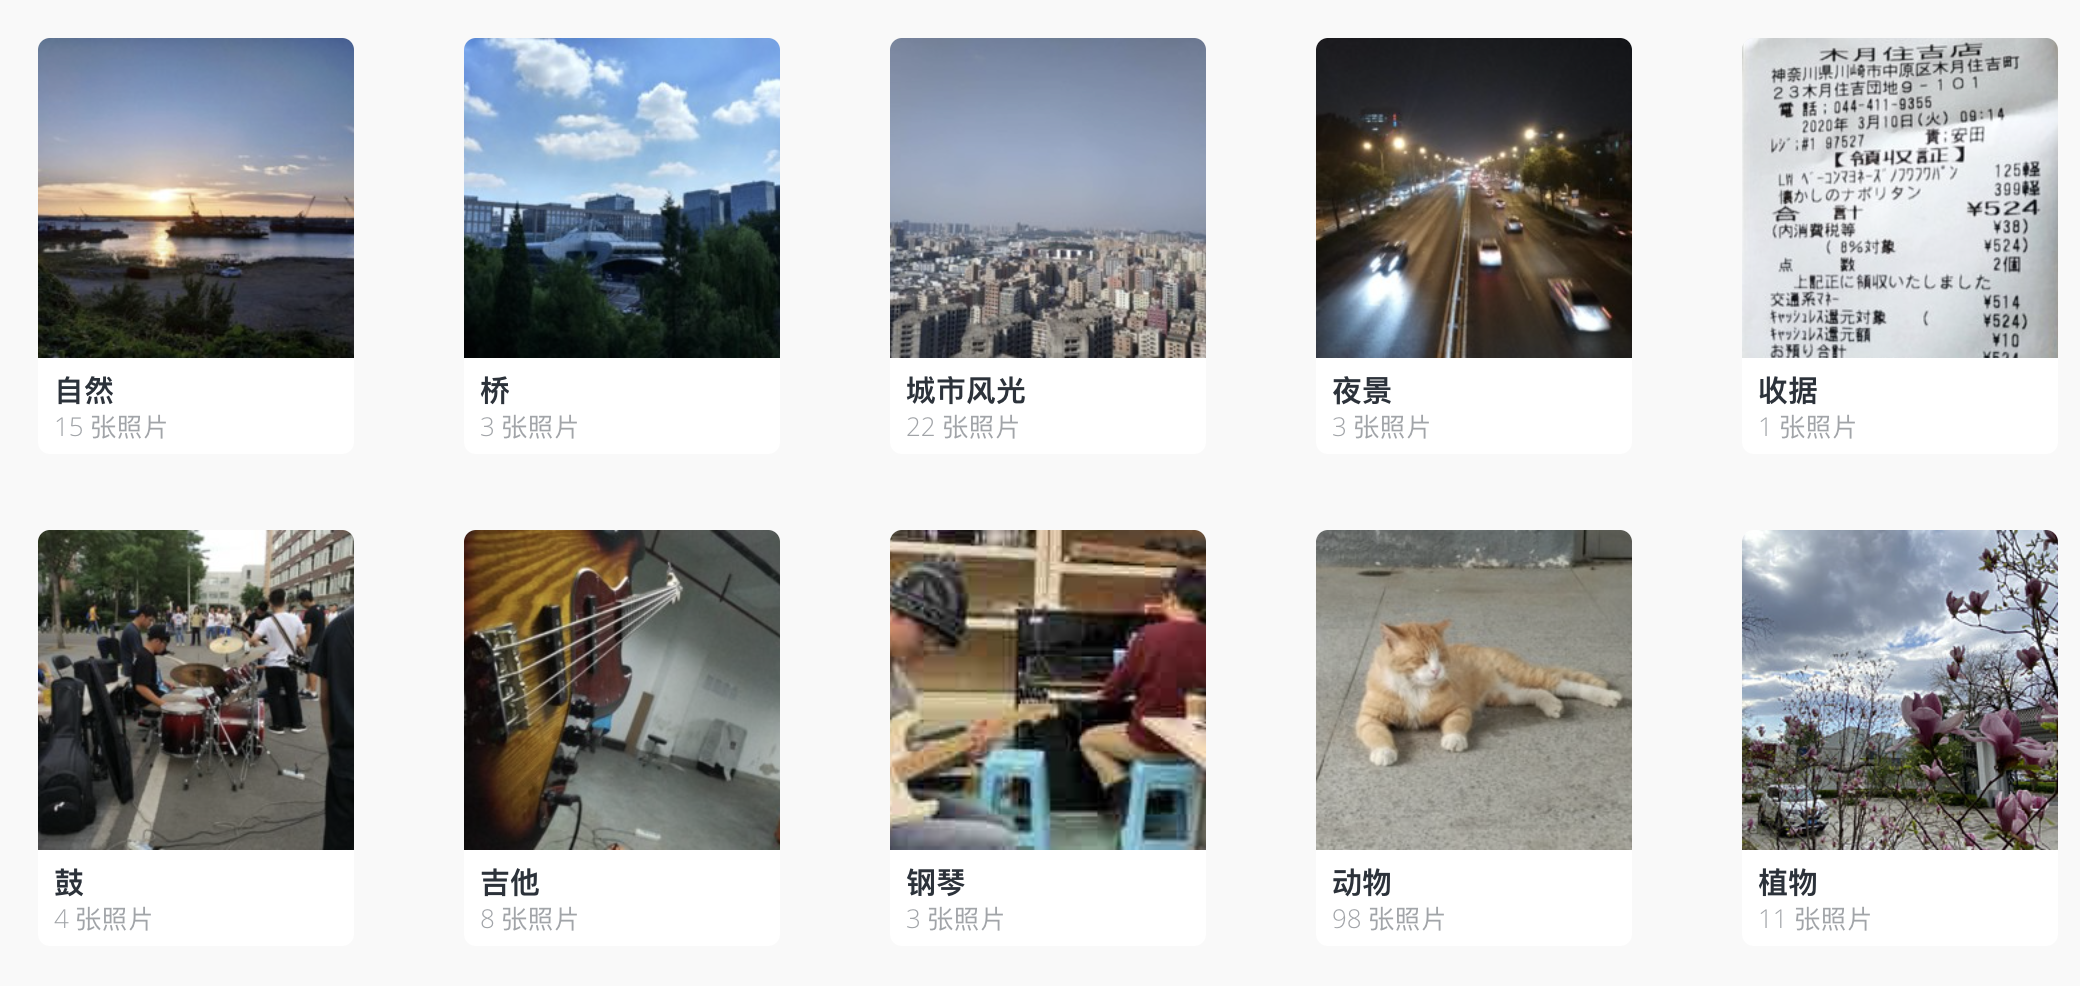 木月住吉店
神奈川県川崎市中原区木月住吉町
23木月住吉団地9-101
電話;044-411-9355
2020年 3月10日(火) 09:14
ﾚｼﾞ;#1 97527 責;安田
【領収証】
LW ﾍﾞｰｺﾝﾏﾖﾈｰｽﾞﾉﾌﾜﾌﾜﾊﾟﾝ 125軽
懐かしのナポリタン 399軽
合 計 ¥524
(内消費税等 ¥38)
( 8%対象 ¥524)
点 数 2個
上記正に領収いたしました
交通系ﾏﾈｰ ¥514
ｷｬｯｼｭﾚｽ還元対象 ( ¥524)
ｷｬｯｼｭﾚｽ還元額 ¥10
お預り合計 ¥524
自然
15 张照片
桥
3 张照片
城市风光
22 张照片
夜景
3 张照片
收据
1 张照片
鼓
4 张照片
吉他
8 张照片
钢琴
3 张照片
动物
98 张照片
植物
11 张照片